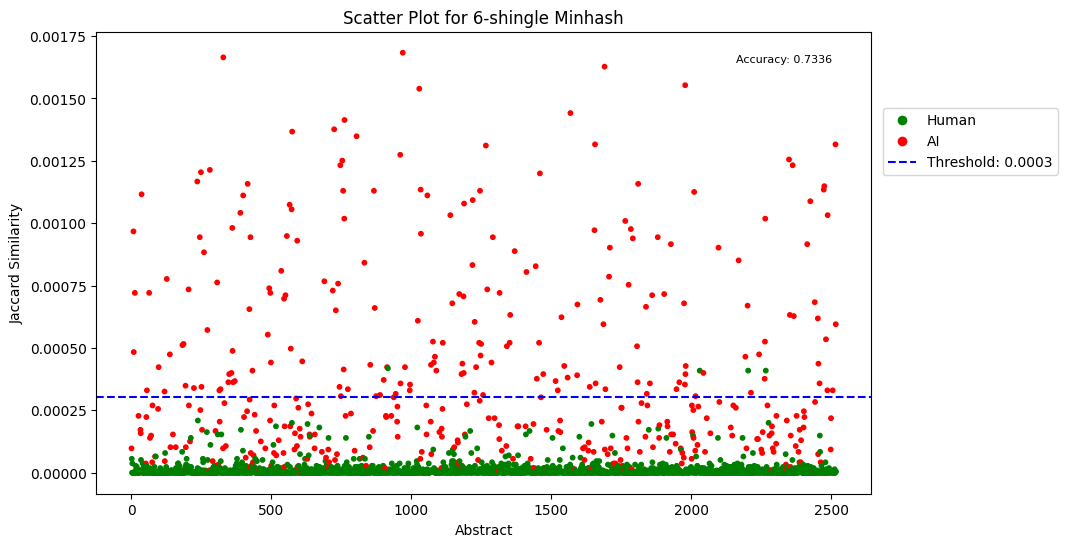 Scatter Plot for 6-shingle Minhash
Accuracy: 0.7336
Human
AI
Threshold: 0.0003
Jaccard Similarity
0.00175
0.00150
0.00125
0.00100
0.00075
0.00050
0.00025
0.00000
0
500
1000
1500
2000
2500
Abstract